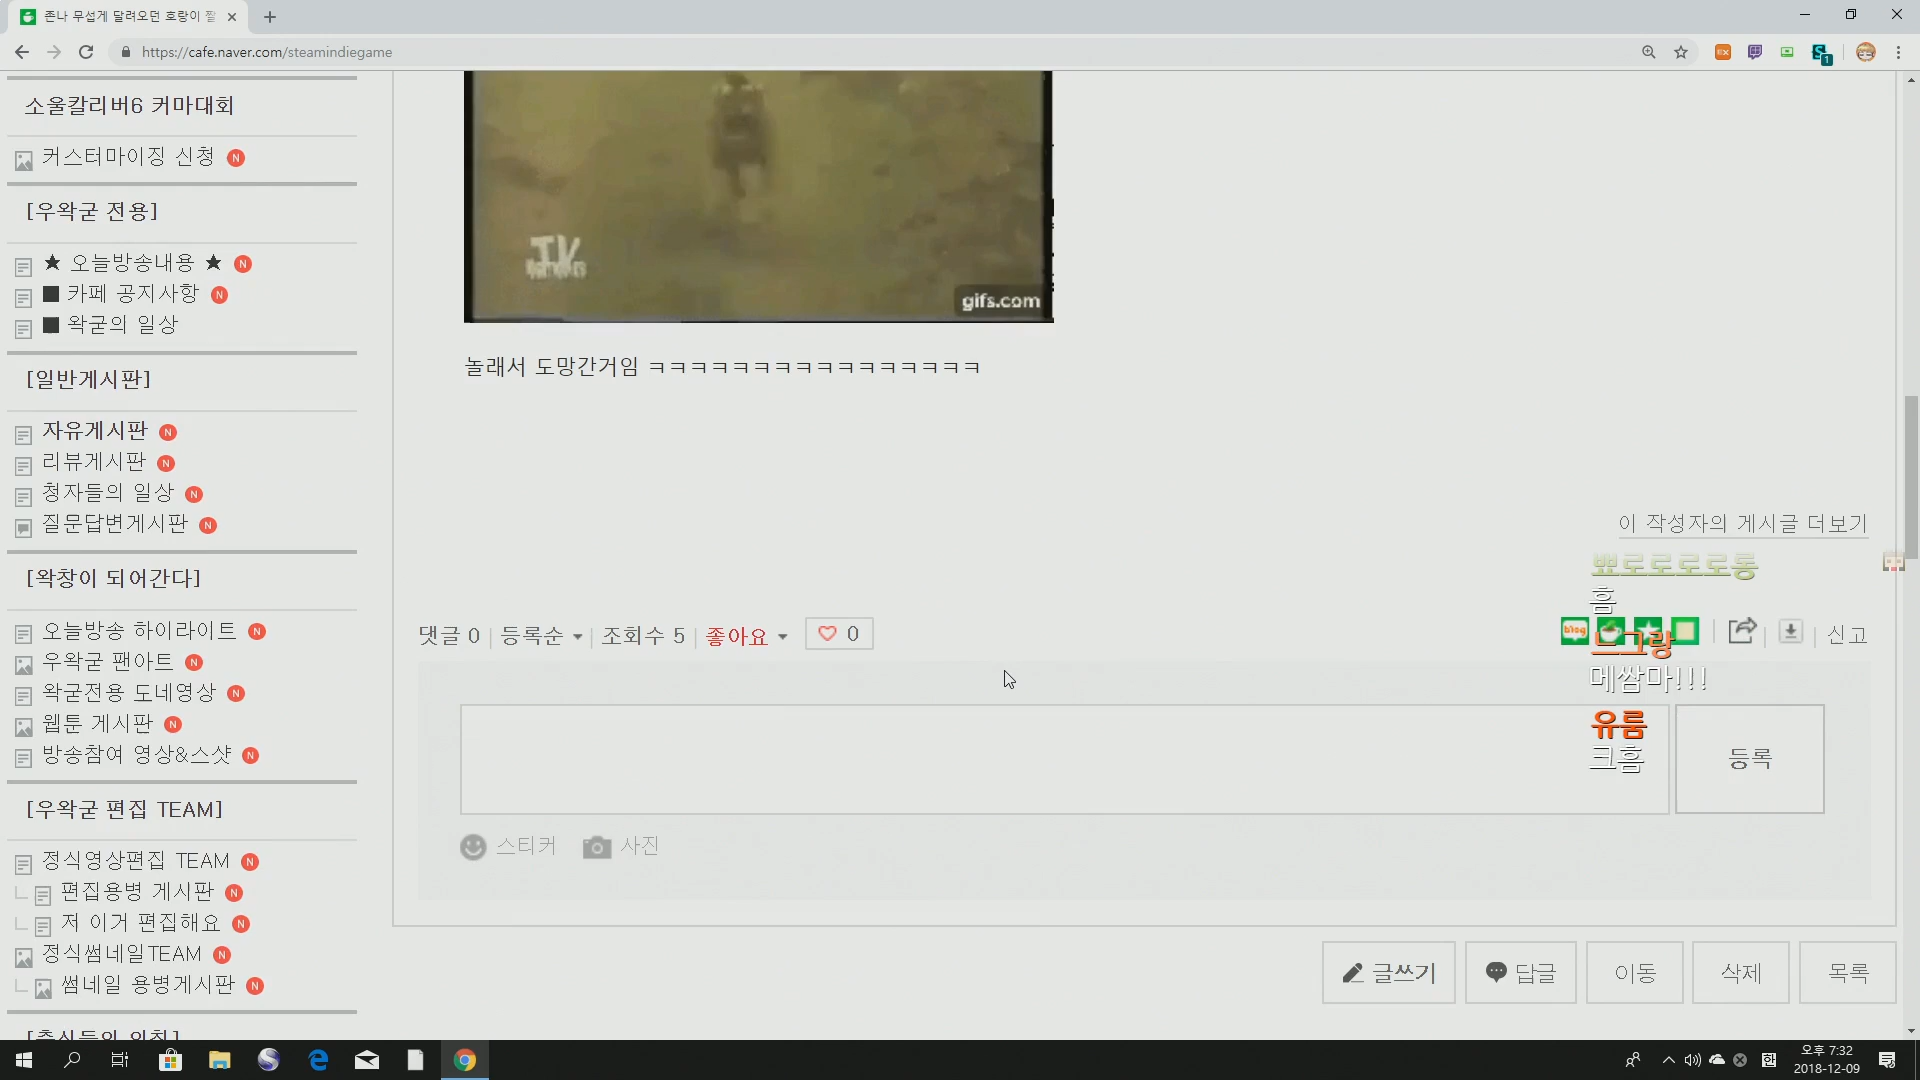 존나 무섭게 달려오던 호랑이 짤
https://cafe.naver.com/steamindiegame
소울칼리버6 커마대회
커스터마이징 신청 N
[우왁굳 전용]
★ 오늘방송내용 ★ N
■ 카페 공지사항 N
■ 왁굳의 일상
[일반게시판]
자유게시판 N
리뷰게시판 N
청자들의 일상 N
질문답변게시판 N
[왁창이 되어간다]
오늘방송 하이라이트 N
우왁굳 팬아트 N
왁굳전용 도네영상 N
웹툰 게시판 N
방송참여 영상&스샷 N
[우왁굳 편집 TEAM]
정식영상편집 TEAM N
편집용병 게시판 N
저 이거 편집해요 N
정식썸네일TEAM N
썸네일 용병게시판 N
TV
gifs.com
놀래서 도망간거임 ㅋㅋㅋㅋㅋㅋㅋㅋㅋㅋㅋㅋㅋㅋㅋㅋ
이 작성자의 게시글 더보기
뾰로로로로롱
흠
댓글 0 등록순 조회수 5 좋아요 0
blog
신고
느그랑
메쌈마!!!
유룸
크흠
등록
스티커 사진
글쓰기 답글 이동 삭제 목록
한
오후 7:32
2018-12-09